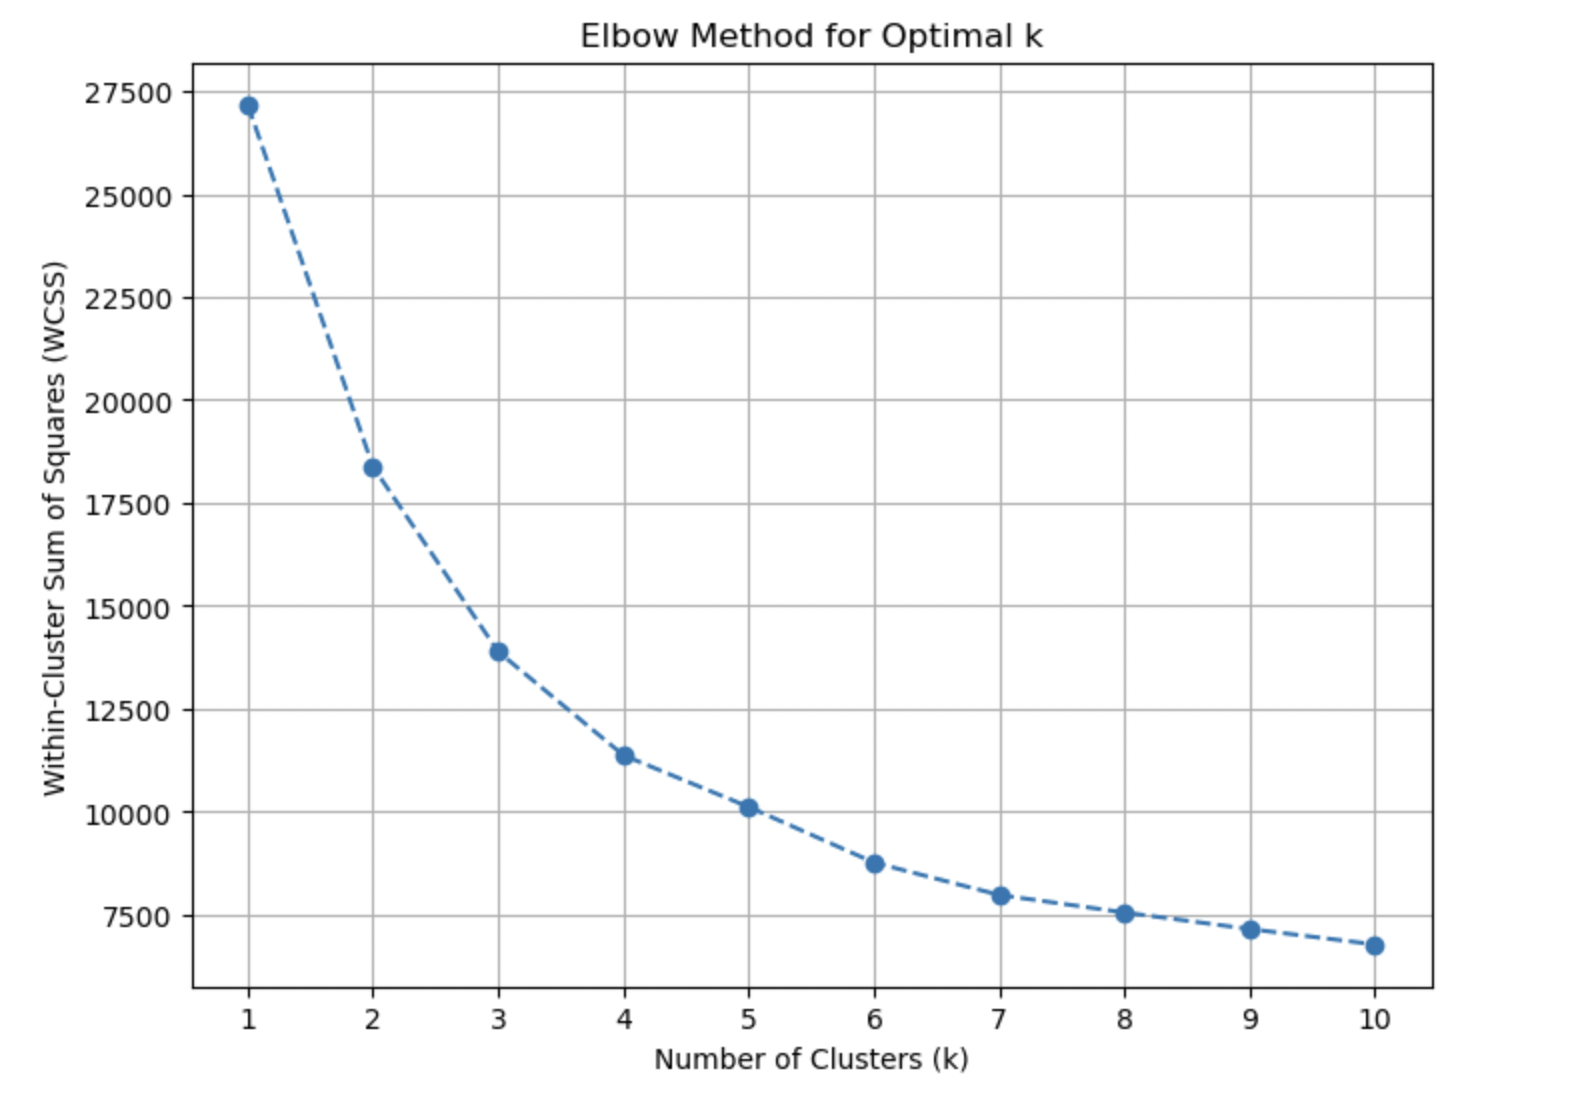 Elbow Method for Optimal k
27500
25000
22500
20000
17500
15000
12500
10000
7500
Within-Cluster Sum of Squares (WCSS)
1 2 3 4 5 6 7 8 9 10
Number of Clusters (k)